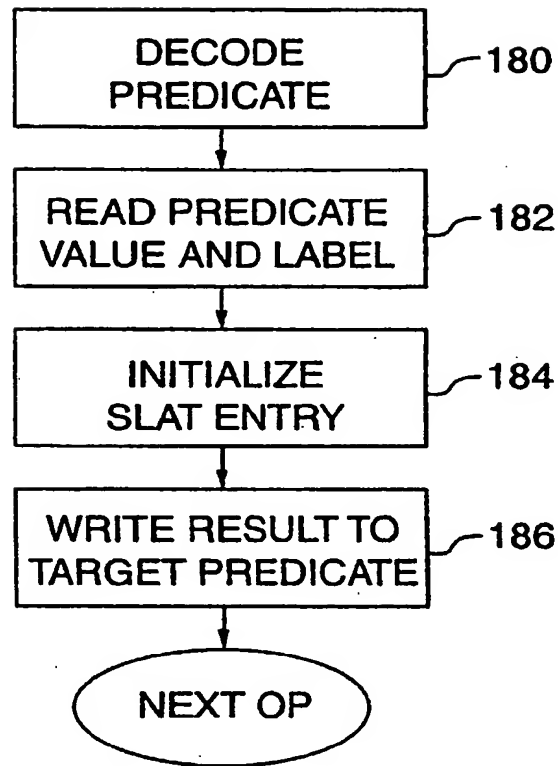 DECODE
PREDICATE
180
READ PREDICATE
VALUE AND LABEL
182
INITIALIZE
SLAT ENTRY
184
WRITE RESULT TO
TARGET PREDICATE
186
NEXT OP